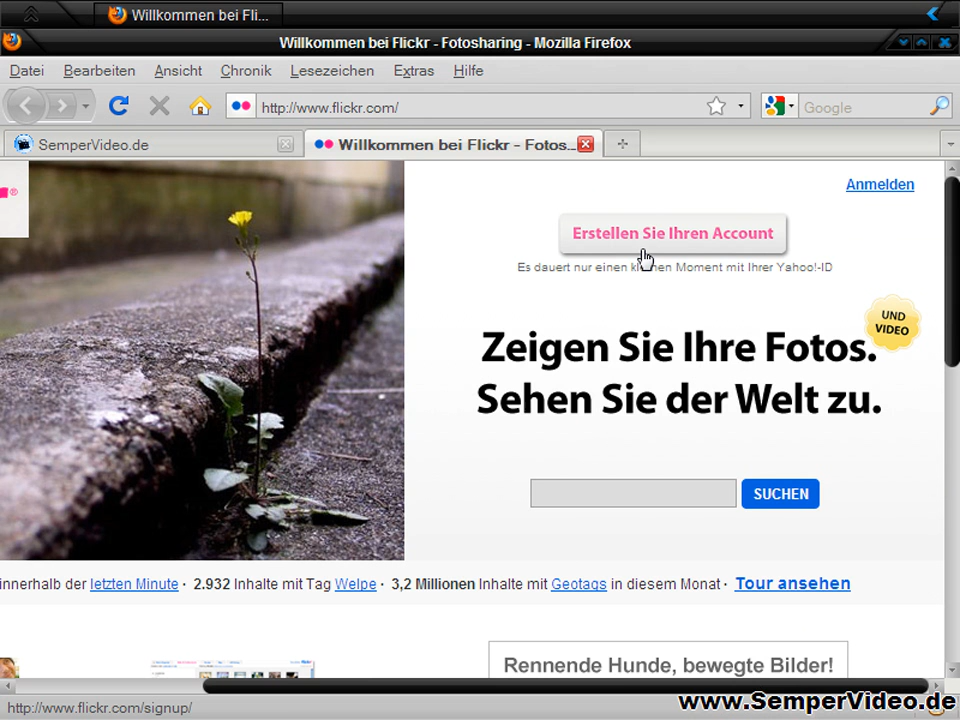 Willkommen bei Fli...
Willkommen bei Flickr - Fotosharing - Mozilla Firefox
Datei Bearbeiten Ansicht Chronik Lesezeichen Extras Hilfe
http://www.flickr.com/ Google
SemperVideo.de Willkommen bei Flickr - Fotos...
Anmelden
Erstellen Sie Ihren Account
Es dauert nur einen kleinen Moment mit Ihrer Yahoo!-ID
UND
VIDEO
Zeigen Sie Ihre Fotos.
Sehen Sie der Welt zu.
SUCHEN
innerhalb der letzten Minute · 2.932 Inhalte mit Tag Welpe · 3,2 Millionen Inhalte mit Geotags in diesem Monat · Tour ansehen
Rennende Hunde, bewegte Bilder!
http://www.flickr.com/signup/
www.SemperVideo.de